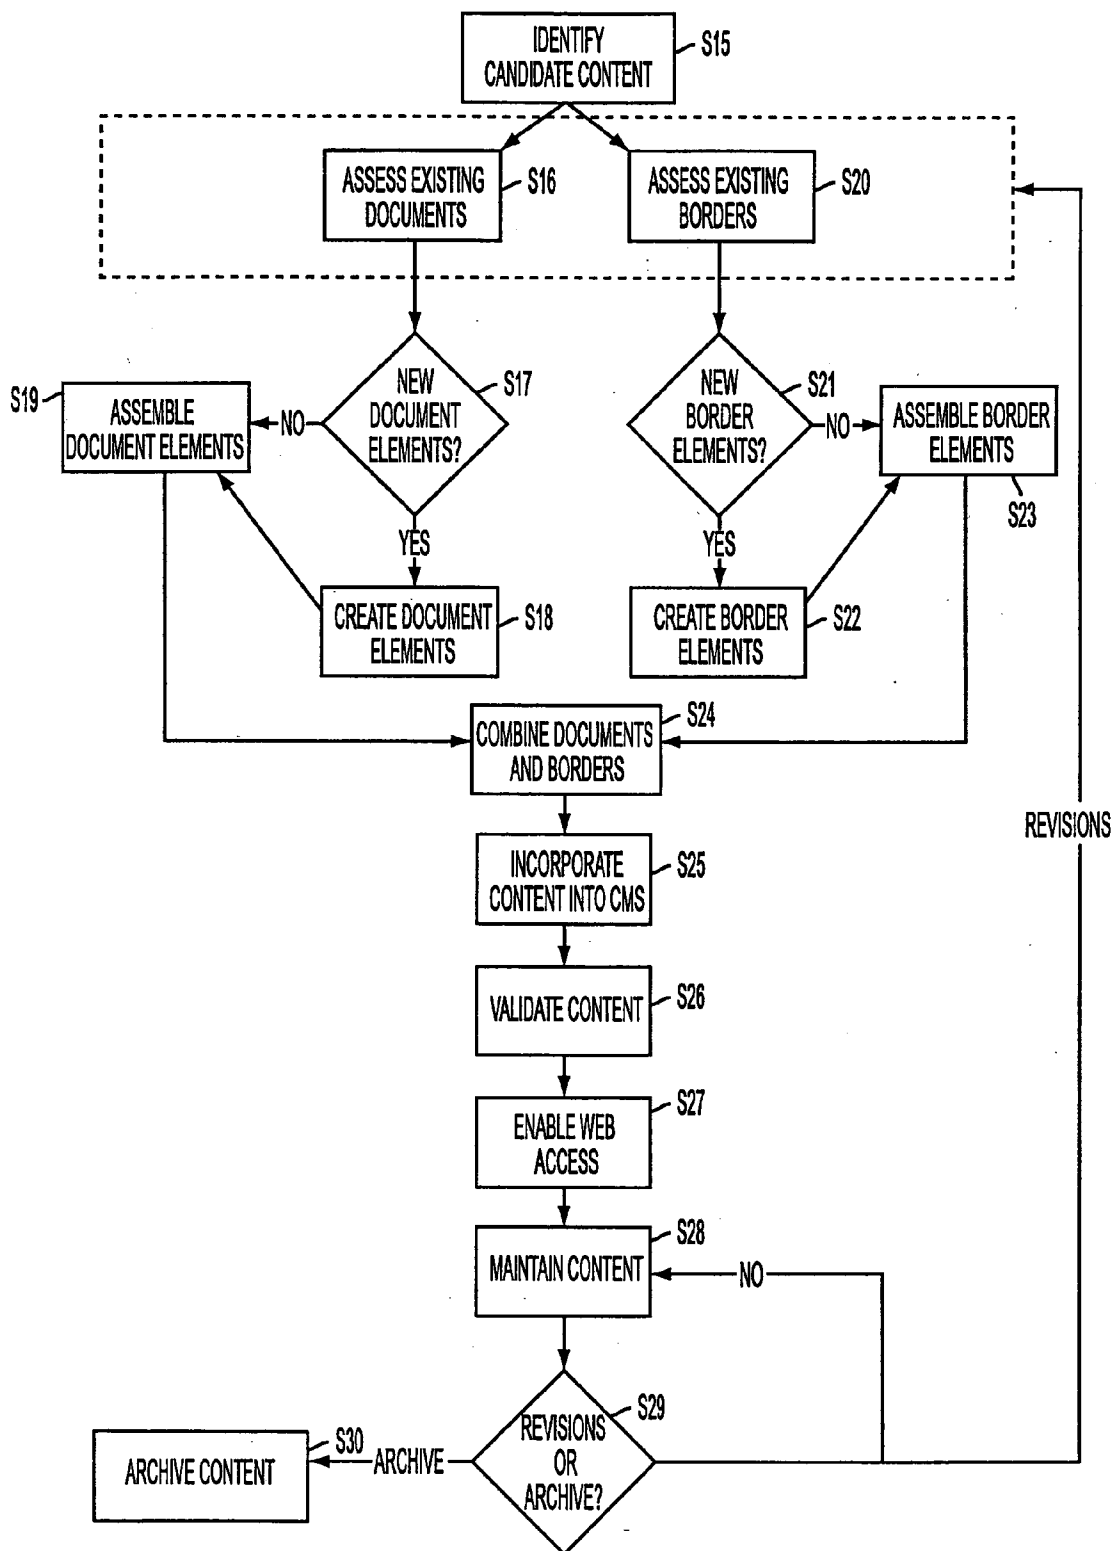 IDENTIFY
CANDIDATE CONTENT
S15
ASSESS EXISTING
DOCUMENTS
S16
ASSESS EXISTING
BORDERS
S20
NEW
DOCUMENT
ELEMENTS?
S17
NEW
BORDER
ELEMENTS?
S21
S19
ASSEMBLE
DOCUMENT ELEMENTS
NO
NO
ASSEMBLE BORDER
ELEMENTS
S23
YES
YES
CREATE DOCUMENT
ELEMENTS
S18
CREATE BORDER
ELEMENTS
S22
COMBINE DOCUMENTS
AND BORDERS
S24
REVISIONS
INCORPORATE
CONTENT INTO CMS
S25
VALIDATE CONTENT
S26
ENABLE WEB
ACCESS
S27
MAINTAIN CONTENT
S28
NO
REVISIONS
OR
ARCHIVE?
S29
ARCHIVE
ARCHIVE CONTENT
S30